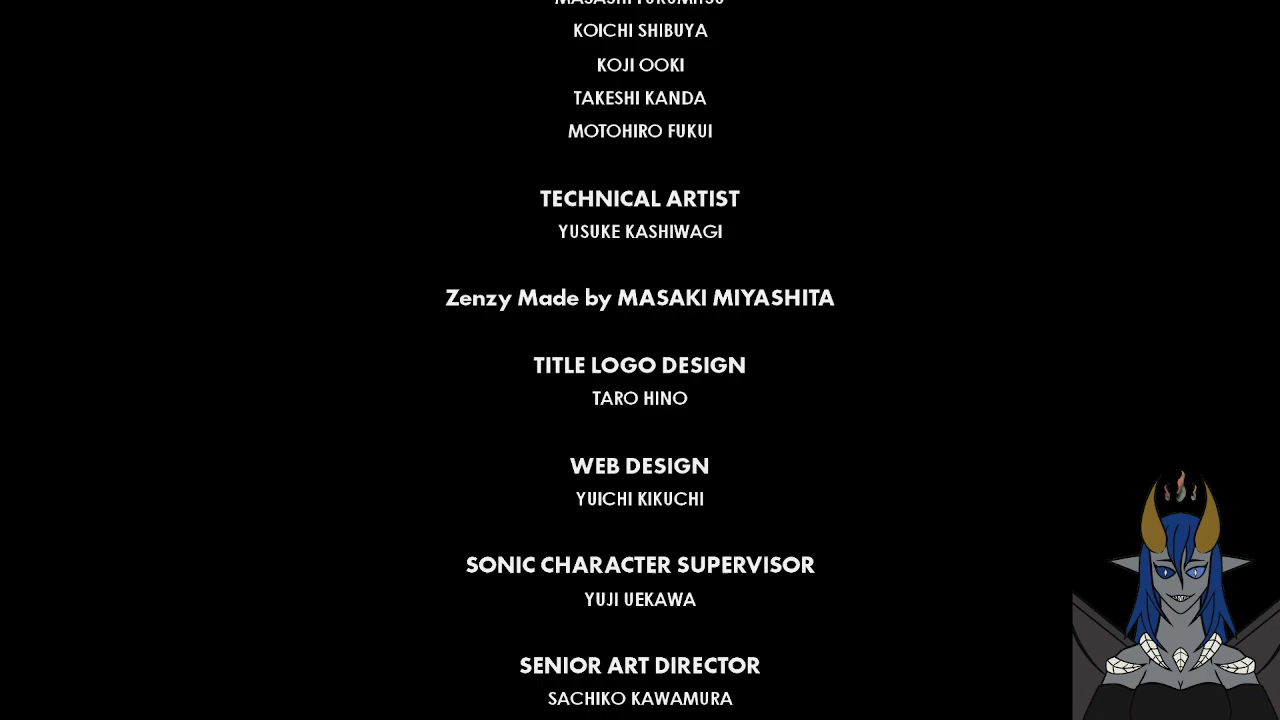 KOICHI SHIBUYA
KOJI OOKI
TAKESHI KANDA
MOTOHIRO FUKUI
TECHNICAL ARTIST
YUSUKE KASHIWAGI
Zenzy Made by MASAKI MIYASHITA
TITLE LOGO DESIGN
TARO HINO
WEB DESIGN
YUICHI KIKUCHI
SONIC CHARACTER SUPERVISOR
YUJI UEKAWA
SENIOR ART DIRECTOR
SACHIKO KAWAMURA